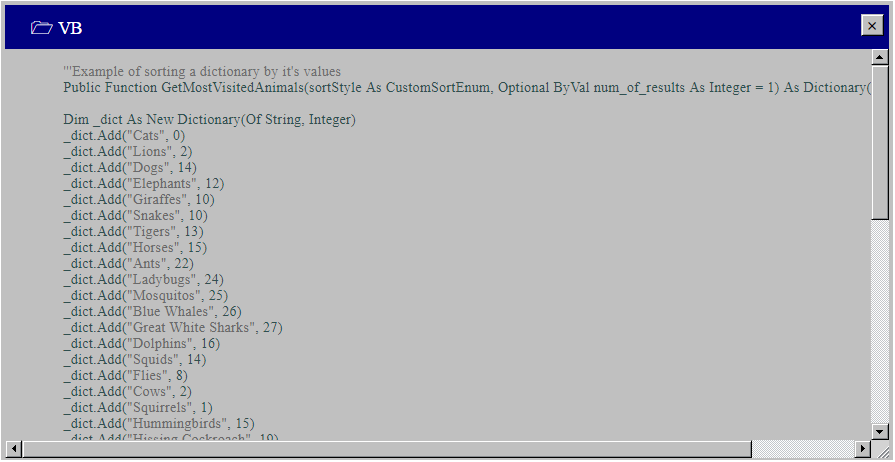 VB
'''Example of sorting a dictionary by it's values
Public Function GetMostVisitedAnimals(sortStyle As CustomSortEnum, Optional ByVal num_of_results As Integer = 1) As Dictionary(
Dim _dict As New Dictionary(Of String, Integer)
_dict.Add("Cats", 0)
_dict.Add("Lions", 2)
_dict.Add("Dogs", 14)
_dict.Add("Elephants", 12)
_dict.Add("Giraffes", 10)
_dict.Add("Snakes", 10)
_dict.Add("Tigers", 13)
_dict.Add("Horses", 15)
_dict.Add("Ants", 22)
_dict.Add("Ladybugs", 24)
_dict.Add("Mosquitos", 25)
_dict.Add("Blue Whales", 26)
_dict.Add("Great White Sharks", 27)
_dict.Add("Dolphins", 16)
_dict.Add("Squids", 14)
_dict.Add("Flies", 8)
_dict.Add("Cows", 2)
_dict.Add("Squirrels", 1)
_dict.Add("Hummingbirds", 15)
_dict.Add("Hissing Cockroach", 19)